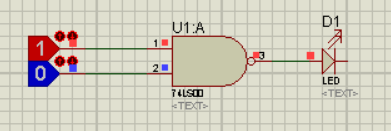 D1
U1:A
1
1
3
2
0
LED
74LS00
<TEXT>
<TEXT>